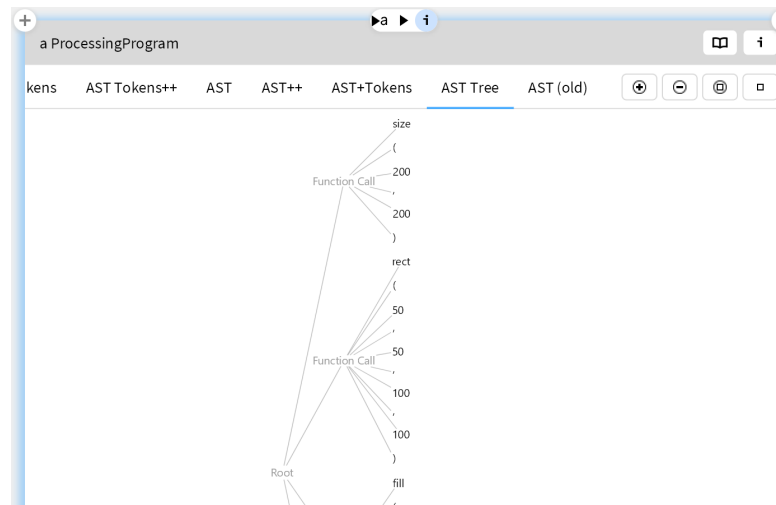 a
i
a ProcessingProgram
i
kens
AST Tokens++
AST
AST++
AST+Tokens
AST Tree
AST (old)
size
(
Function Call
200
,
200
)
rect
(
50
,
Function Call
50
,
100
,
100
)
Root
fill
(